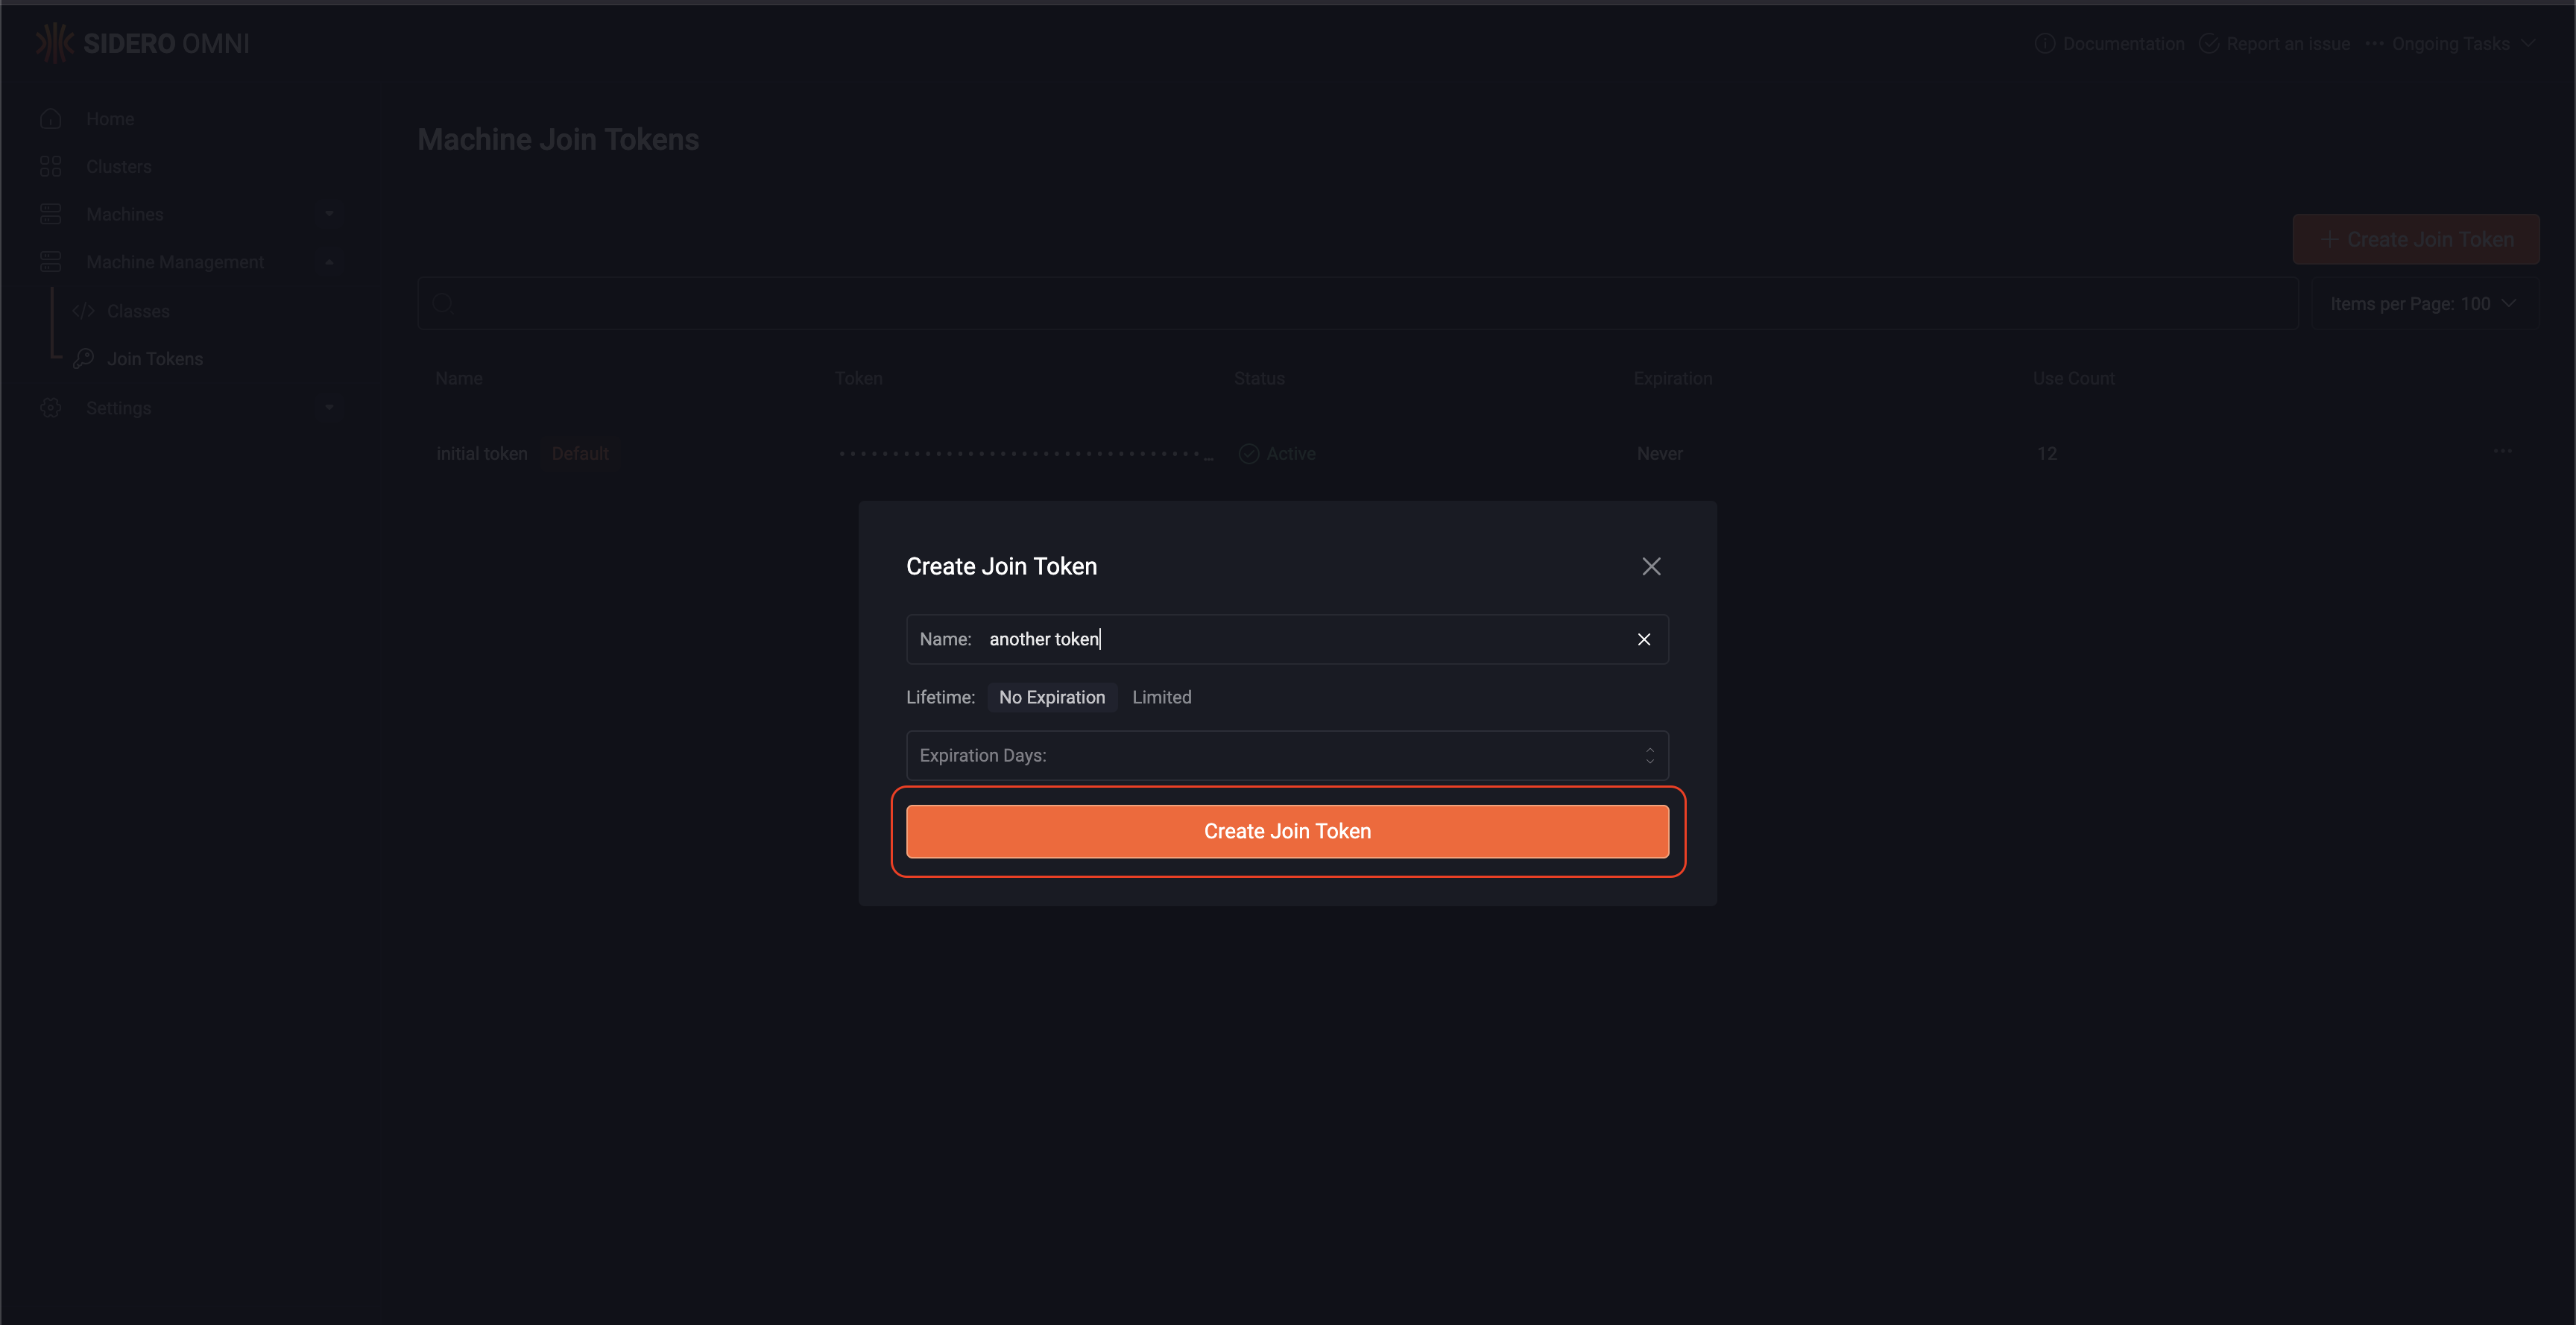 SIDERO OMNI
Documentation Report an issue Ongoing Tasks
Home
Clusters
Machines
Machine Management
Classes
Join Tokens
Settings
Machine Join Tokens
Create Join Token
Items per Page: 100
Name Token Status Expiration Use Count
initial token Default •••••••••••••••••••••••••••••••••• ... Active Never 12
Create Join Token
Name: another token
Lifetime: No Expiration Limited
Expiration Days:
Create Join Token